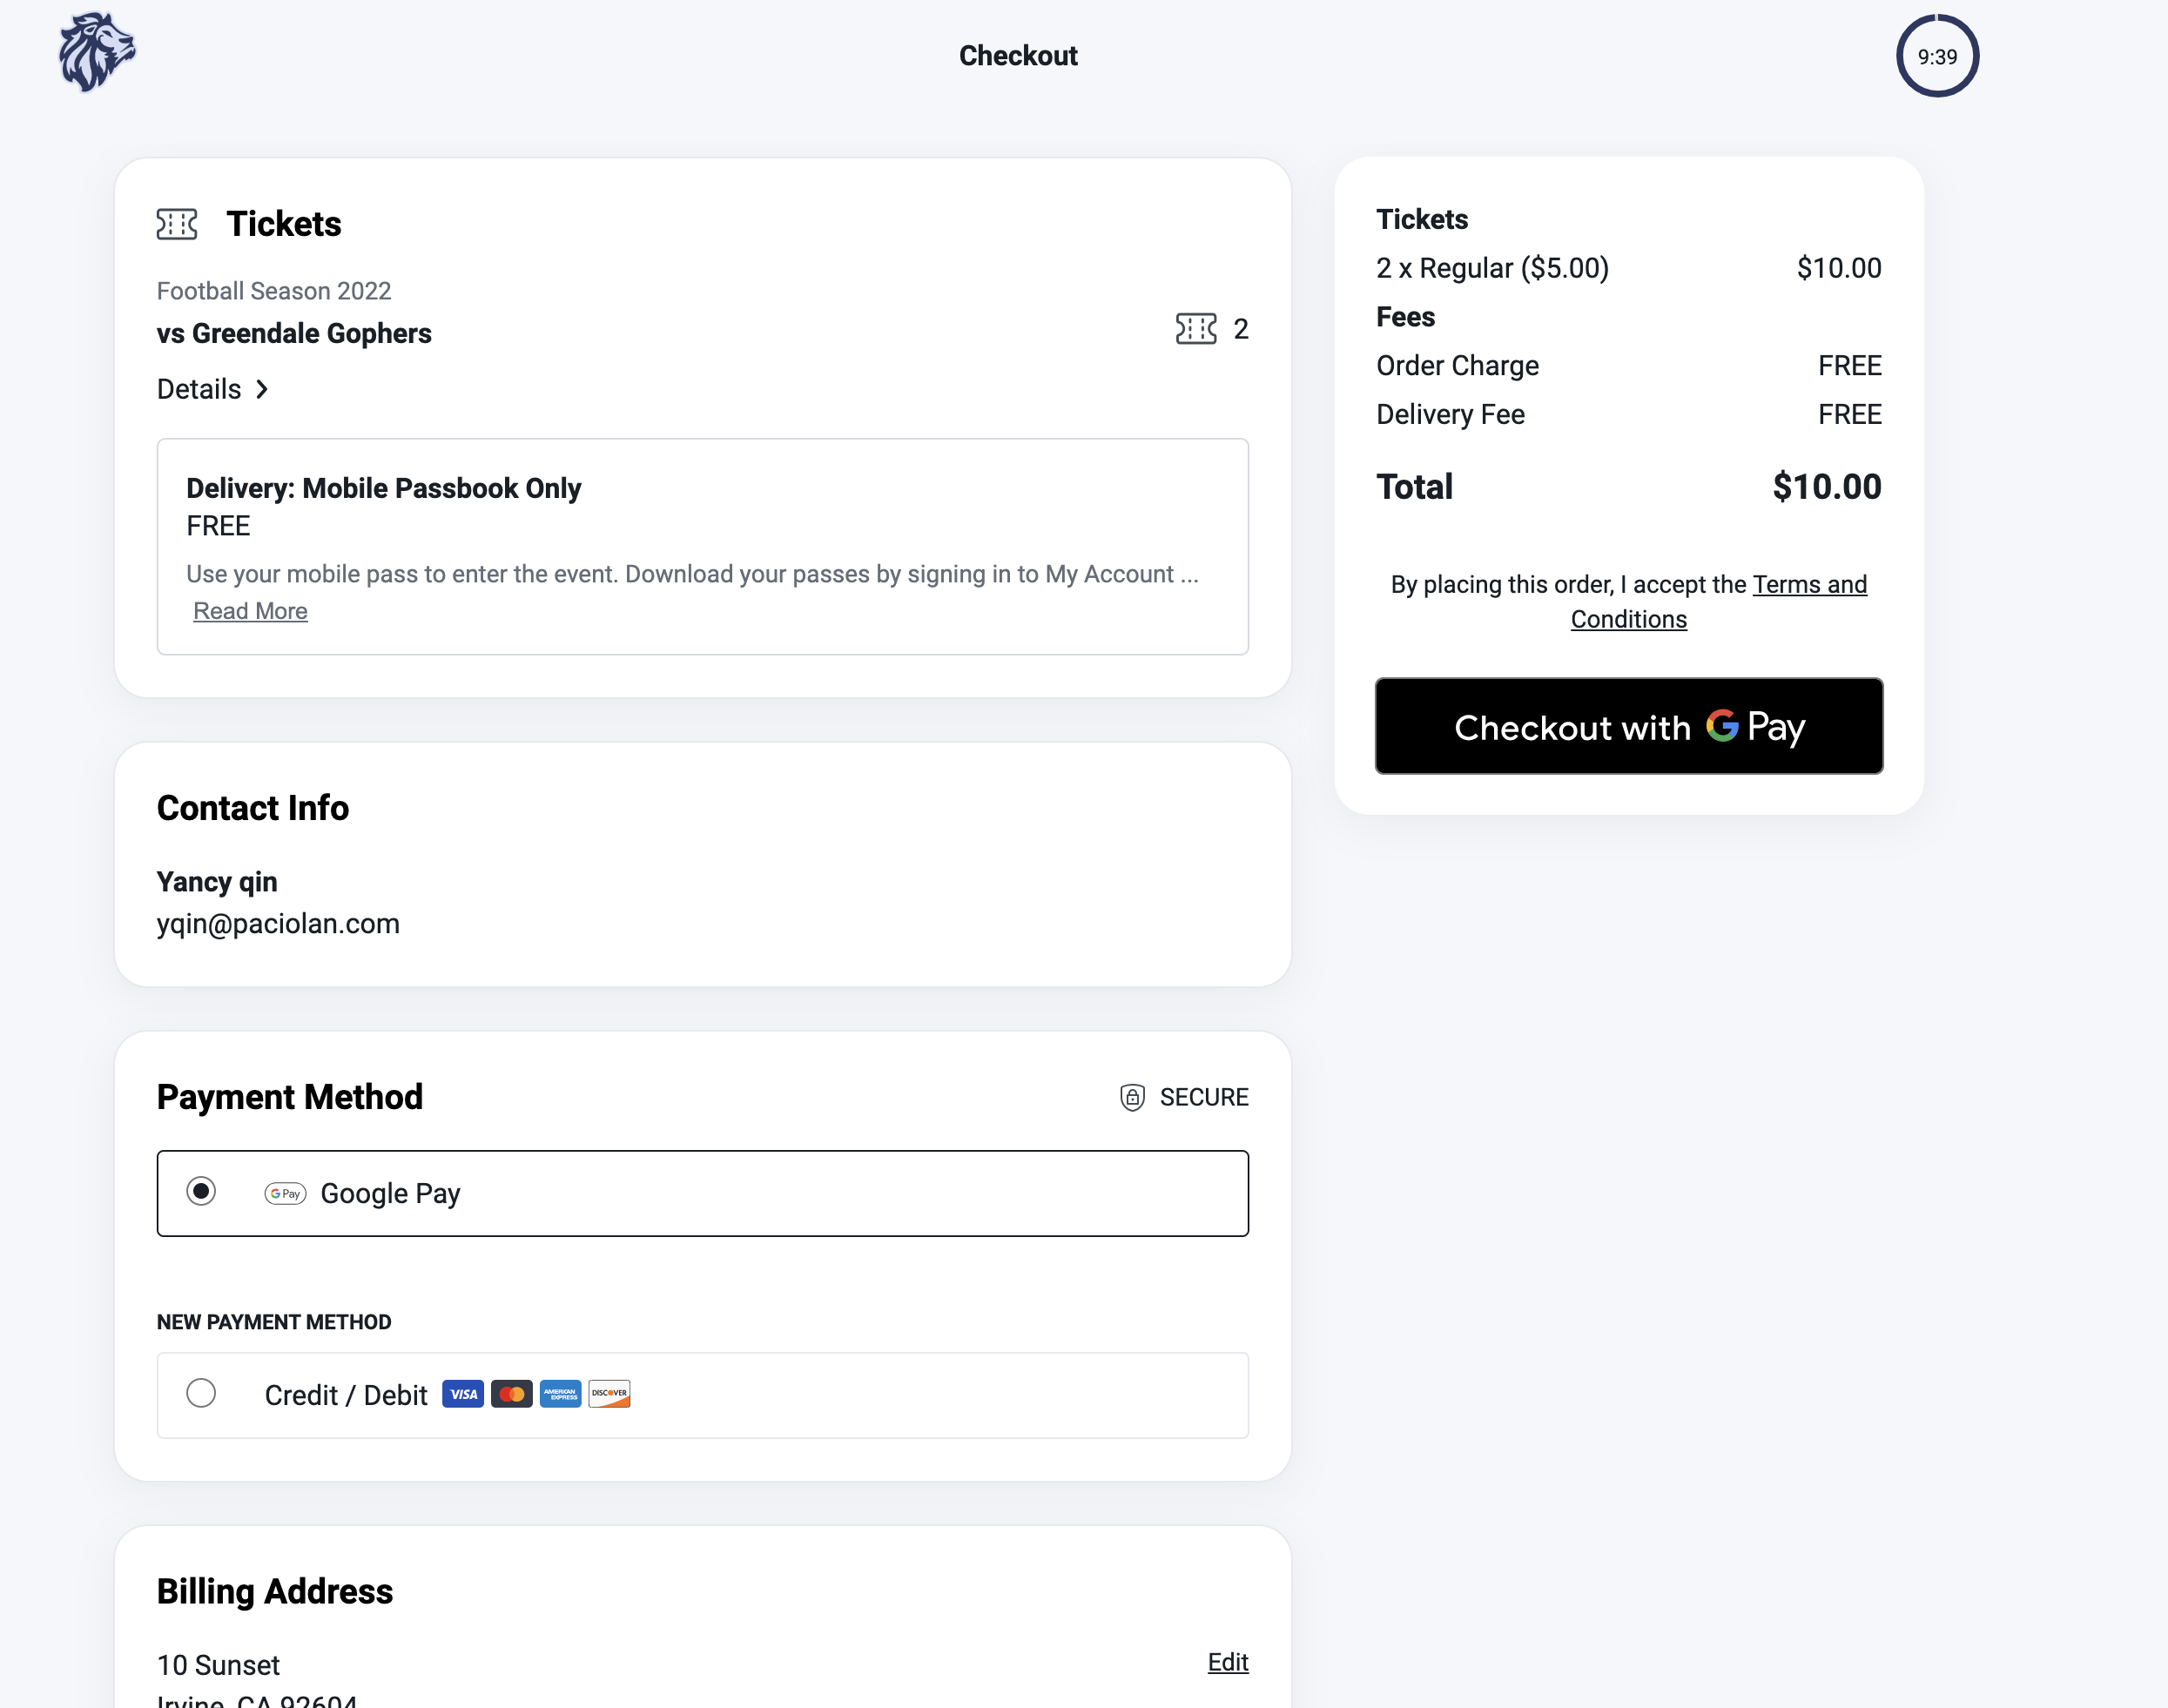 Checkout
9:39
Tickets
Football Season 2022
vs Greendale Gophers
2
Details
Delivery: Mobile Passbook Only
FREE
Use your mobile pass to enter the event. Download your passes by signing in to My Account ...
Read More
Contact Info
Yancy qin
yqin@paciolan.com
Payment Method
SECURE
G Pay Google Pay
NEW PAYMENT METHOD
Credit / Debit VISA AMERICAN EXPRESS DISCOVER
Billing Address
10 Sunset
Edit
Irvine, CA 92604
Tickets
2 x Regular ($5.00) $10.00
Fees
Order Charge FREE
Delivery Fee FREE
Total $10.00
By placing this order, I accept the Terms and
Conditions
Checkout with G Pay